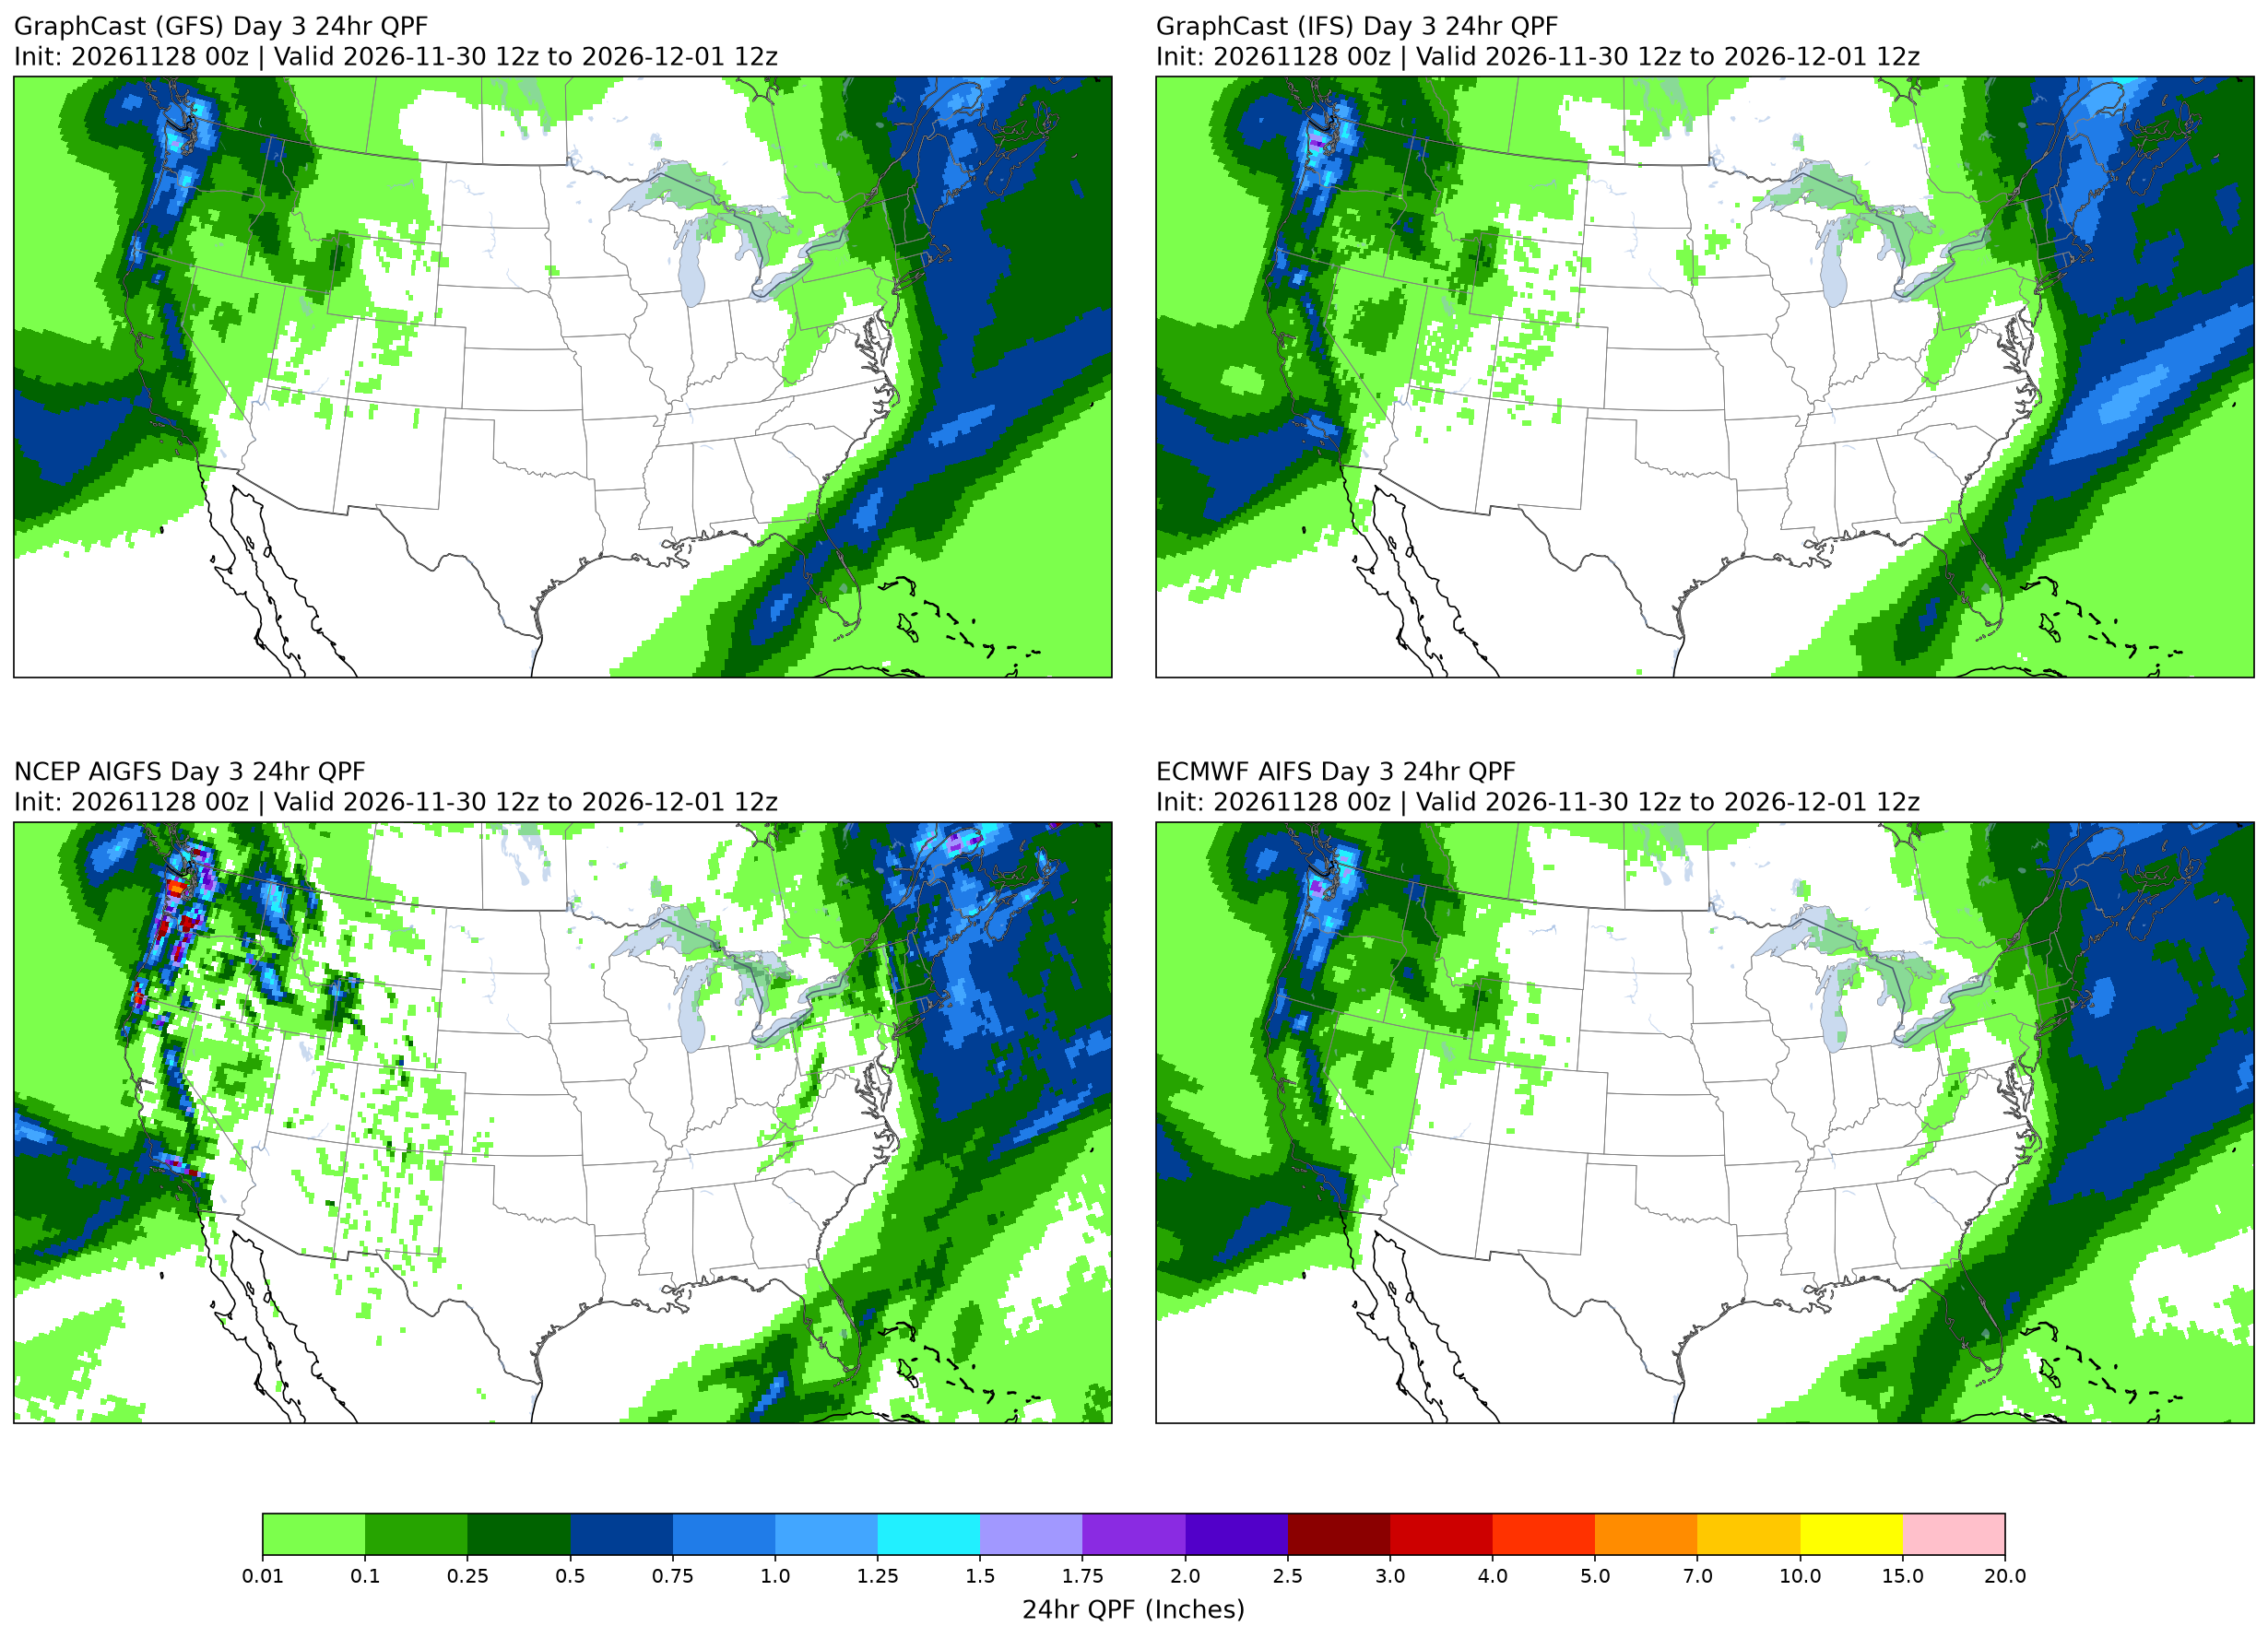 GraphCast (GFS) Day 3 24hr QPF
Init: 20261128 00z | Valid 2026-11-30 12z to 2026-12-01 12z
GraphCast (IFS) Day 3 24hr QPF
Init: 20261128 00z | Valid 2026-11-30 12z to 2026-12-01 12z
NCEP AIGFS Day 3 24hr QPF
Init: 20261128 00z | Valid 2026-11-30 12z to 2026-12-01 12z
ECMWF AIFS Day 3 24hr QPF
Init: 20261128 00z | Valid 2026-11-30 12z to 2026-12-01 12z
0.01 0.1 0.25 0.5 0.75 1.0 1.25 1.5 1.75 2.0 2.5 3.0 4.0 5.0 7.0 10.0 15.0 20.0
24hr QPF (Inches)